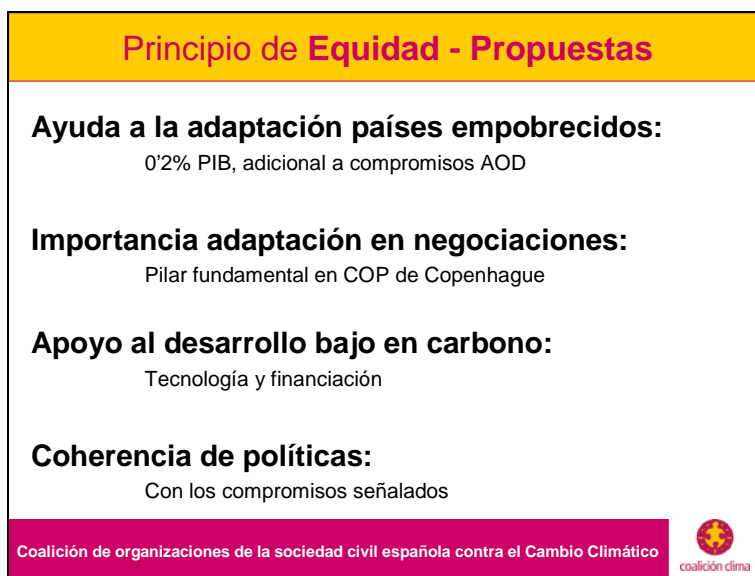 Principio de Equidad - Propuestas
Ayuda a la adaptación países empobrecidos:
0'2% PIB, adicional a compromisos AOD
Importancia adaptación en negociaciones:
Pilar fundamental en COP de Copenhague
Apoyo al desarrollo bajo en carbono:
Tecnología y financiación
Coherencia de políticas:
Con los compromisos señalados
Coalición de organizaciones de la sociedad civil española contra el Cambio Climático
coalición clima